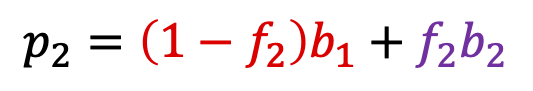 p₂ = (1 − f₂)b₁ + f₂b₂